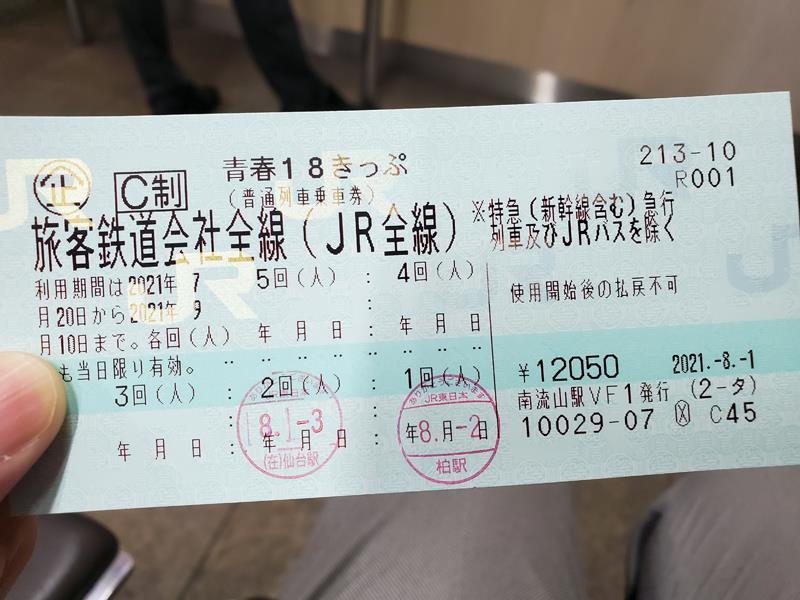 企 C制 青春18きっぷ 213-10
(普通列車乗車券) R001
旅客鉄道会社全線(JR全線)
※特急(新幹線含む)急行
列車及びJRバスを除く
利用期間は2021年 7
月20日から2021年 9
月10日まで。各回(人)
も当日限り有効。
使用開始後の払戻不可
5回(人) : 4回(人)
年 月 日 : 年 月 日
3回(人) : 2回(人) : 1回(人)
年 月 日 : 年 月 日 : 年 月 日
8.-3
(在)仙台駅
JR東日本
8.-2
柏駅
¥12050 2021.-8.-1
南流山駅VF1発行 (2-タ)
10029-07 X C45